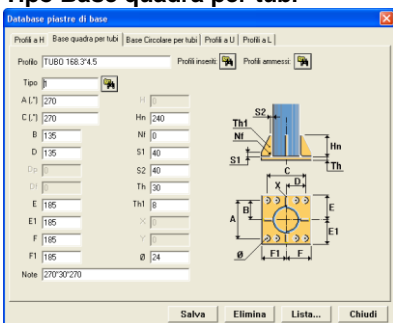 Tipo Base quadra per tubi
Database piastre di base
Profili a H Base quadra per tubi Base Circolare per tubi Profili a U Profili a L
Profilo TUBO 168.3*4.5 Profili inseriti: Profili ammessi:
Tipo 1
A (,") 270 H 0
C (,") 270 Hn 240
B 135 Nf 0
D 135 S1 40
Dp 0 S2 40
Df 0 Th 30
E 185 Th1 8
E1 185 X 0
F 185 Y 0
F1 185 Ø 24
Note 270*30*270
S2
Th1
Nf
Hn
S1
Th
C
X D
B E
A
E1
Ø F1 F
Salva Elimina Lista... Chiudi